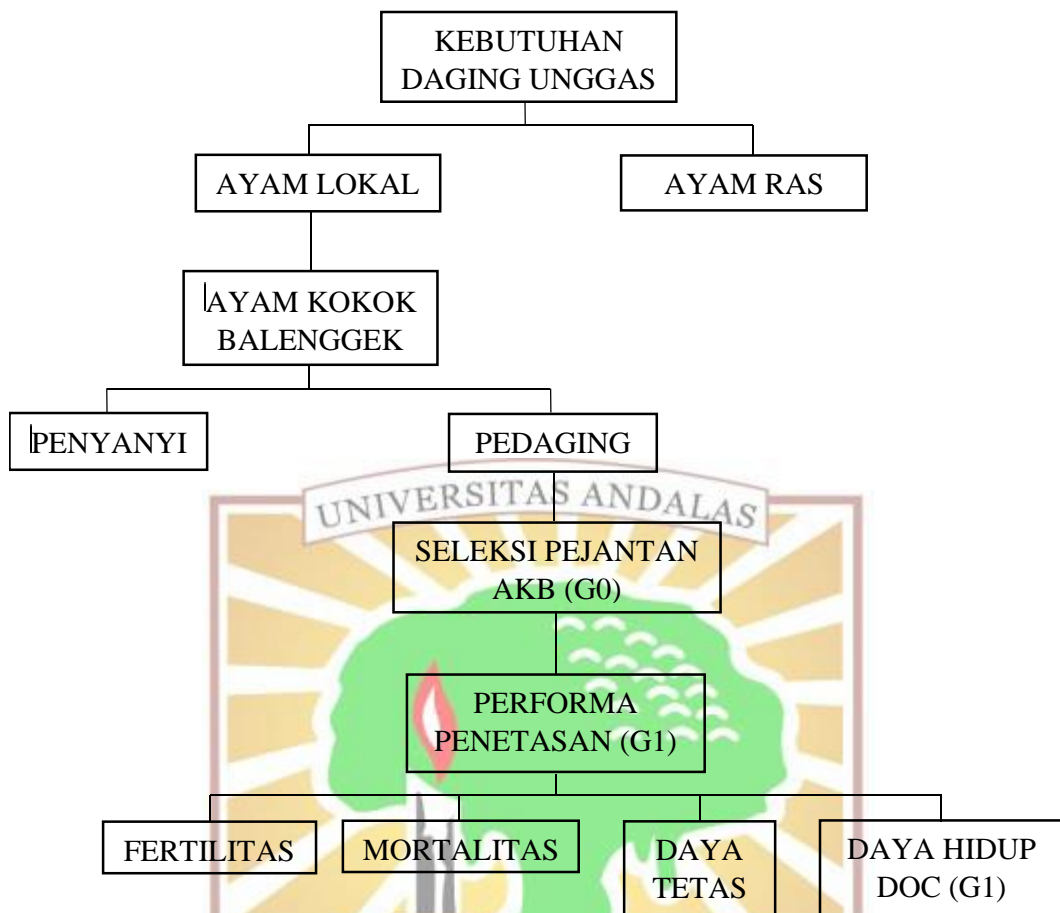 KEBUTUHAN
DAGING UNGGAS
AYAM LOKAL
AYAM RAS
AYAM KOKOK
BALENGGEK
PENYANYI
PEDAGING
UNIVERSITAS ANDALAS
SELEKSI PEJANTAN
AKB (G0)
PERFORMA
PENETASAN (G1)
FERTILITAS
MORTALITAS
DAYA
TETAS
DAYA HIDUP
DOC (G1)